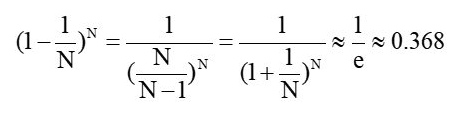 (1-1/N)^N = 1/(N/(N-1))^N = 1/(1+1/N)^N ≈ 1/e ≈ 0.368